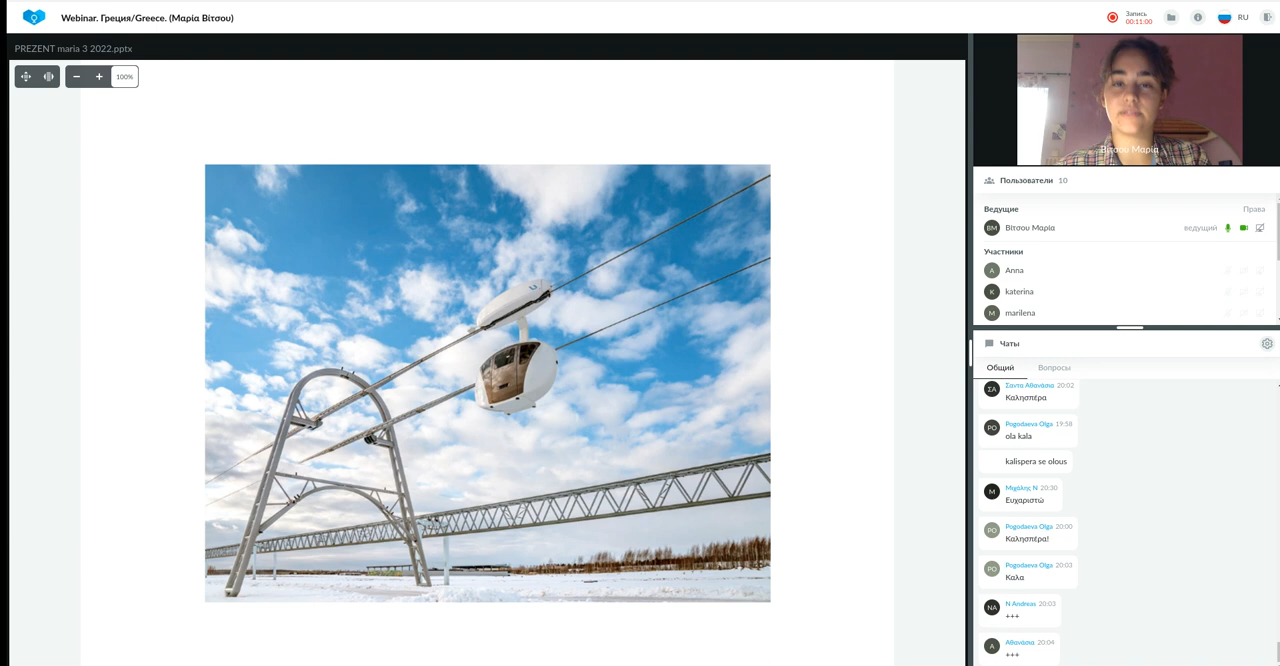 Webinar. Греция/Greece. (Μαρία Βίτσου)
Запись
00:11:00
RU
PREZENT maria 3 2022.pptx
100%
Βίτσου Μαρία
Пользователи 10
Ведущие Права
ΒΜ Βίτσου Μαρία ведущий
Участники
A Anna
K katerina
M marilena
Чаты
Общий Вопросы
ΣΑ Σαντα Αθανάσια 20:02
Καλησπέρα
PO Pogodaeva Olga 19:58
ola kala
kalispera se olous
Μ Μιχάλης Ν 20:30
Ευχαριστώ
PO Pogodaeva Olga 20:00
Καλησπέρα!
PO Pogodaeva Olga 20:03
Καλα
NA N Andreas 20:03
+++
Α Αθανάσια 20:04
+++